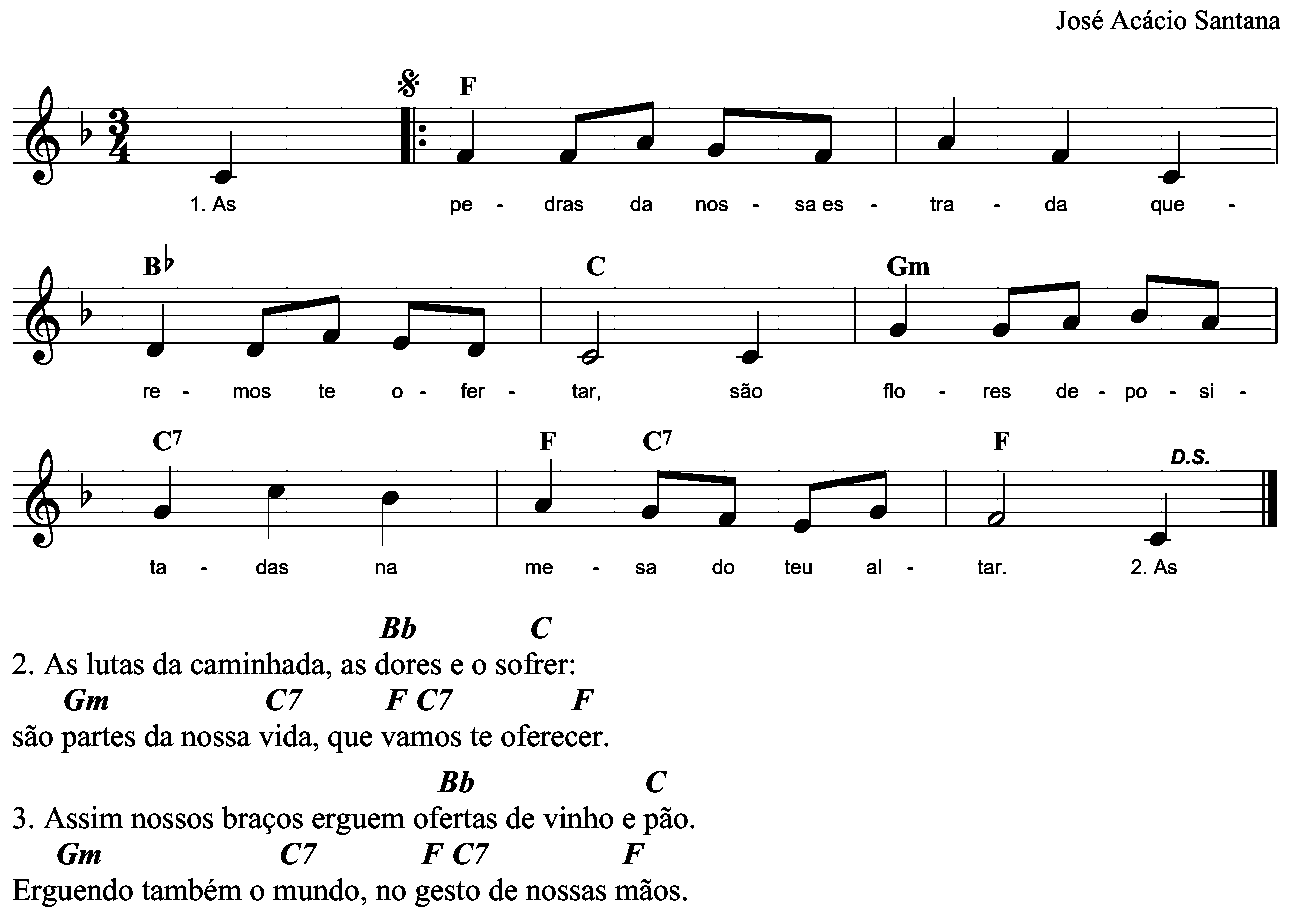 José Acácio Santana
F
3
4
1. As pe - dras da nos - sa es - tra - da que -
B♭ C Gm
re - mos te o - fer - tar, são flo - res de - po - si -
C7 F C7 F D.S.
ta - das na me - sa do teu al - tar. 2. As
Bb C
2. As lutas da caminhada, as dores e o sofrer:
Gm C7 F C7 F
são partes da nossa vida, que vamos te oferecer.
Bb C
3. Assim nossos braços erguem ofertas de vinho e pão.
Gm C7 F C7 F
Erguendo também o mundo, no gesto de nossas mãos.